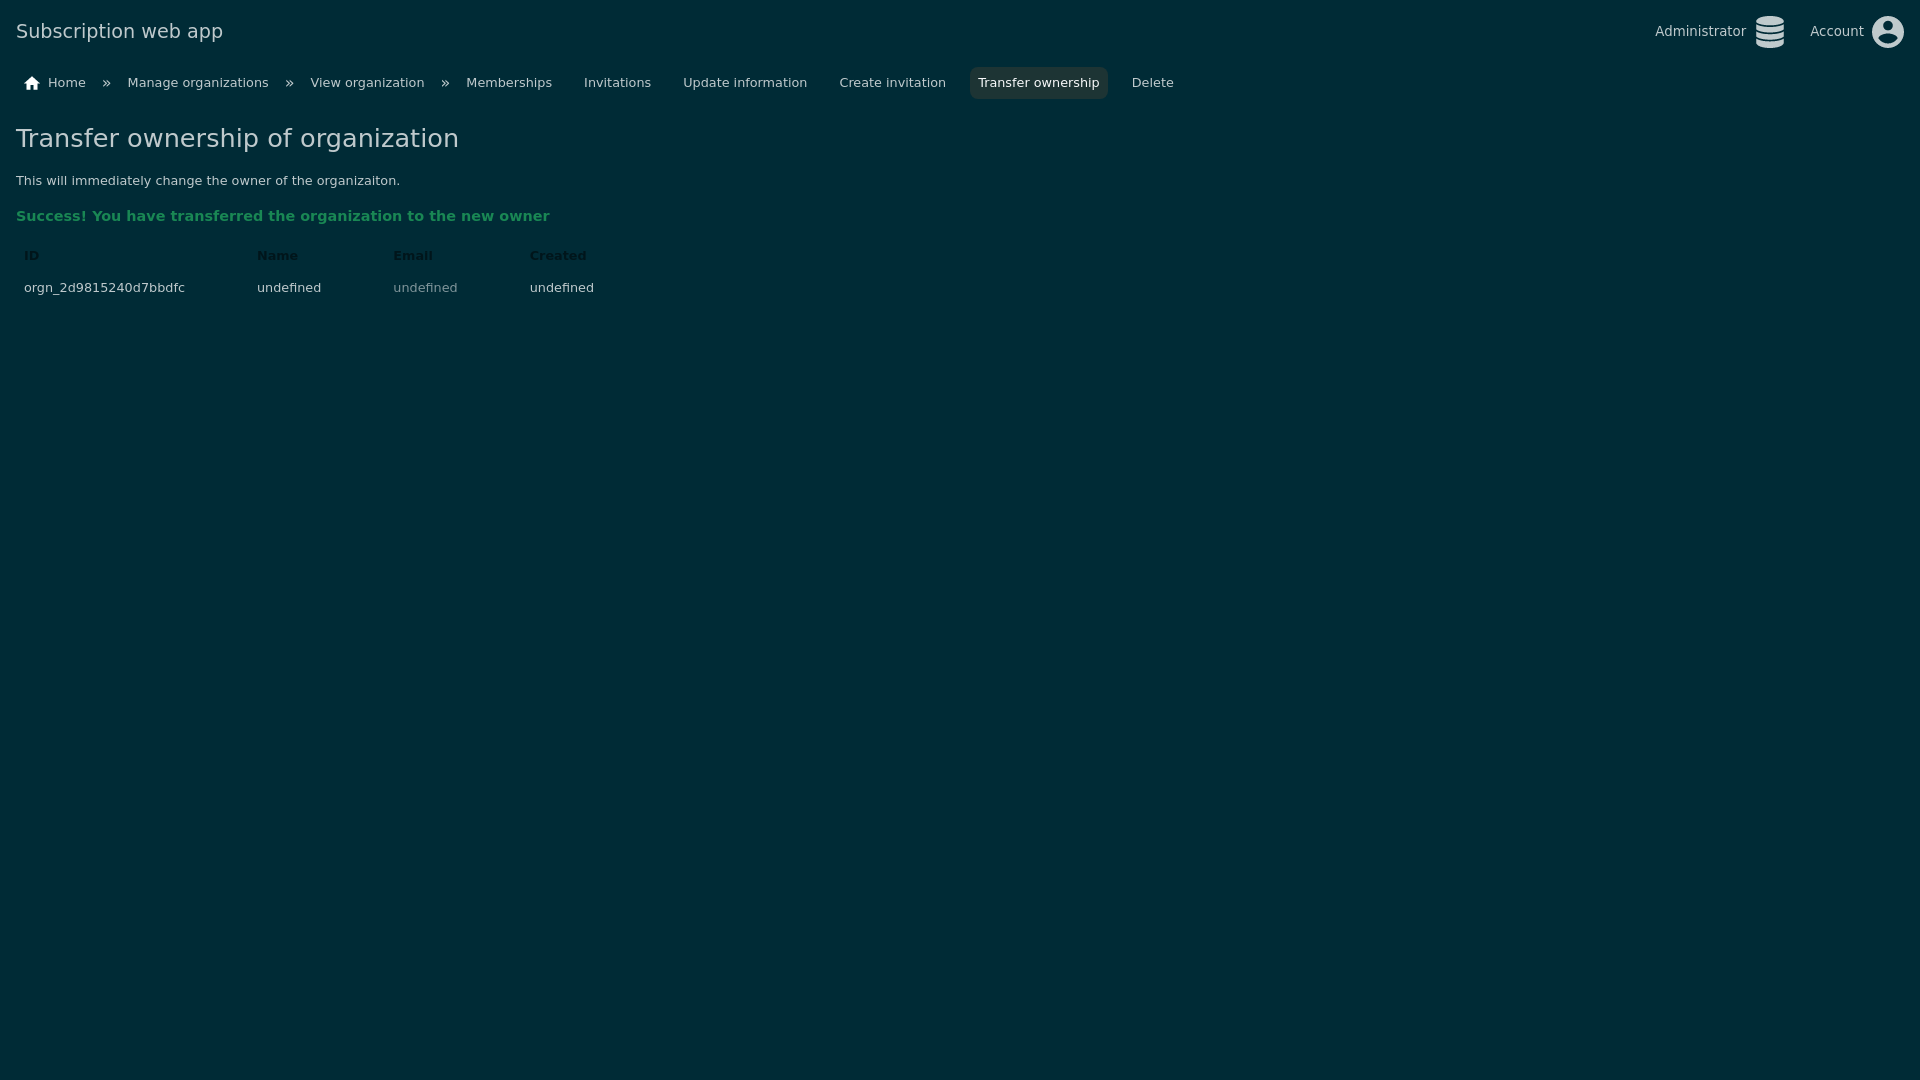 Subscription web app
Administrator
Account
Home » Manage organizations » View organization » Memberships Invitations Update information Create invitation Transfer ownership Delete
Transfer ownership of organization
This will immediately change the owner of the organizaiton.
Success! You have transferred the organization to the new owner
ID Name Email Created
orgn_2d9815240d7bbdfc undefined undefined undefined